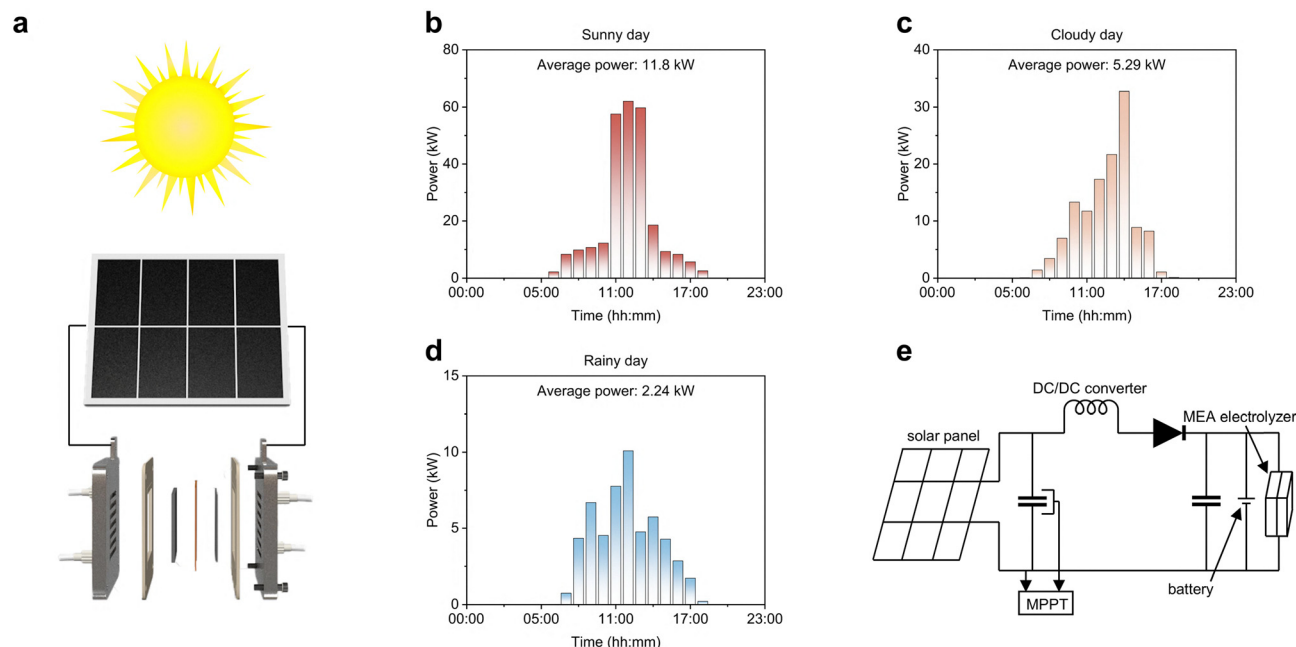 a
b
Sunny day
Average power: 11.8 kW
Power (kW)
80
60
40
20
0
00:00 05:00 11:00 17:00 23:00
Time (hh:mm)
c
Cloudy day
Average power: 5.29 kW
Power (kW)
40
30
20
10
0
00:00 05:00 11:00 17:00 23:00
Time (hh:mm)
d
Rainy day
Average power: 2.24 kW
Power (kW)
15
10
5
0
00:00 05:00 11:00 17:00 23:00
Time (hh:mm)
e
DC/DC converter
MEA electrolyzer
solar panel
battery
MPPT